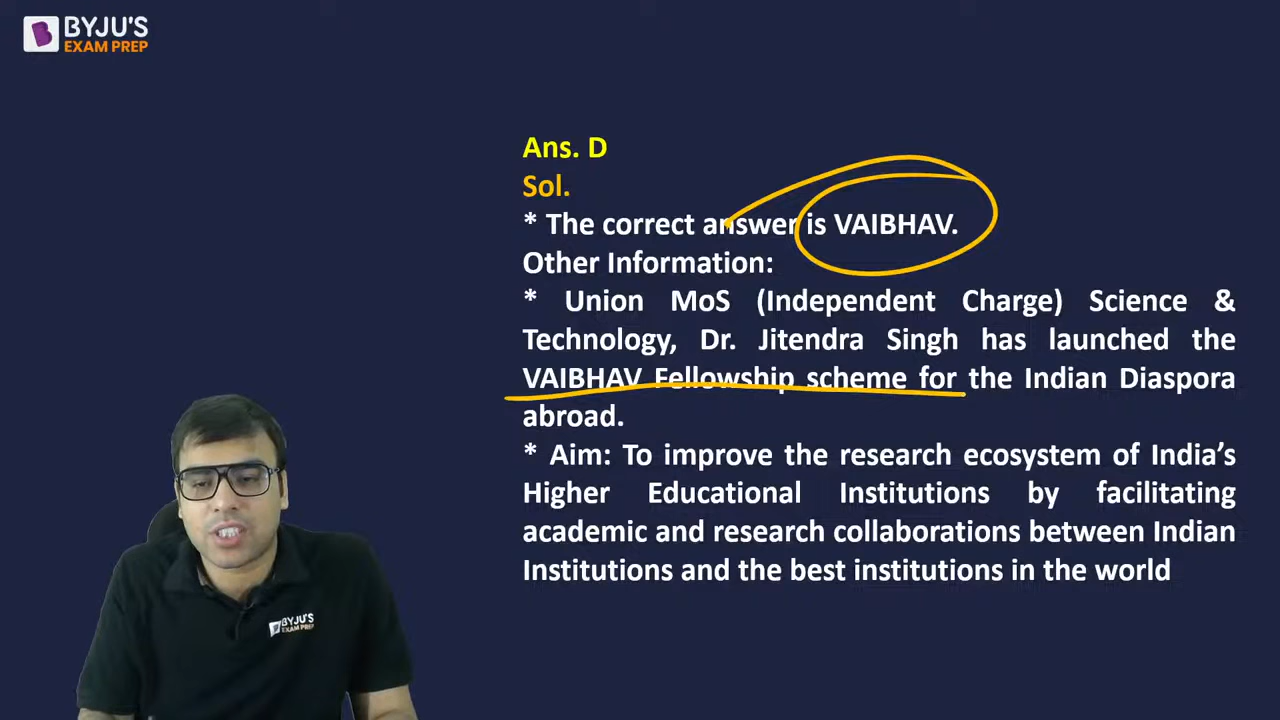 BYJU'S
EXAM PREP
Ans. D
Sol.
* The correct answer is VAIBHAV.
Other Information:
* Union MoS (Independent Charge) Science &
Technology, Dr. Jitendra Singh has launched the
VAIBHAV Fellowship scheme for the Indian Diaspora
abroad.
* Aim: To improve the research ecosystem of India’s
Higher Educational Institutions by facilitating
academic and research collaborations between Indian
Institutions and the best institutions in the world
BYJU'S
EXAM PREP